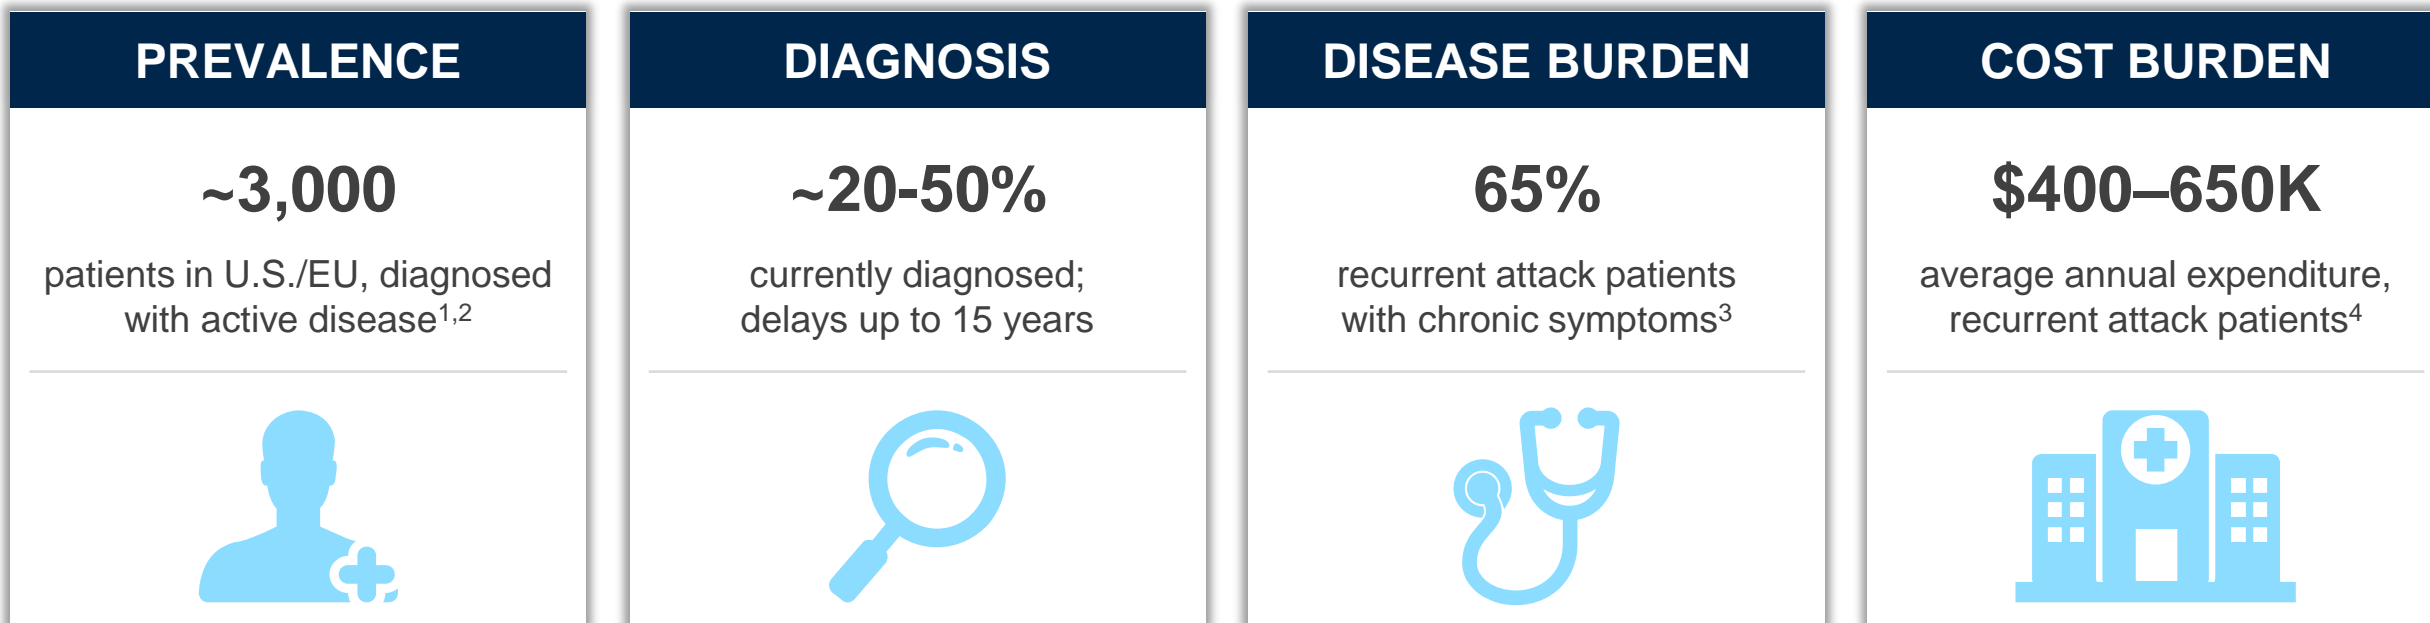 PREVALENCE
~3,000
patients in U.S./EU, diagnosed
with active disease1,2
DIAGNOSIS
~20-50%
currently diagnosed;
delays up to 15 years
DISEASE BURDEN
65%
recurrent attack patients
with chronic symptoms3
COST BURDEN
$400–650K
average annual expenditure,
recurrent attack patients4